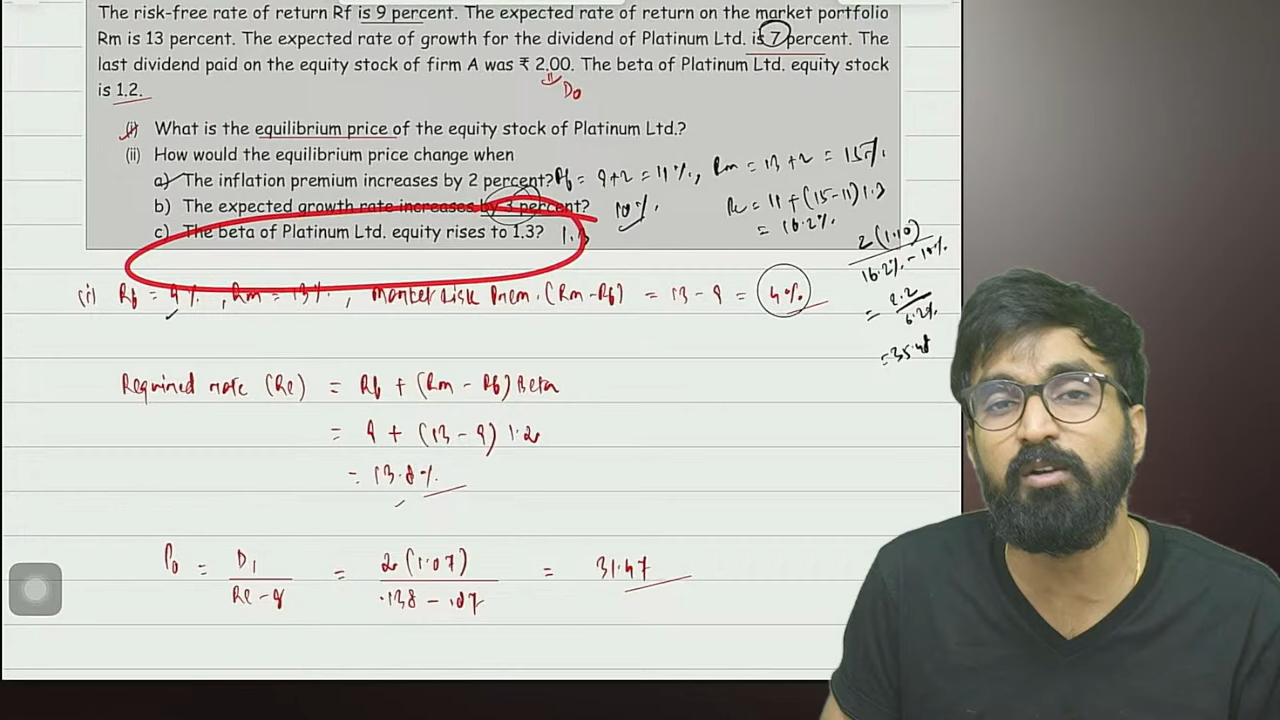 The risk-free rate of return Rf is 9 percent. The expected rate of return on the market portfolio
Rm is 13 percent. The expected rate of growth for the dividend of Platinum Ltd. is 7 percent. The
last dividend paid on the equity stock of firm A was ₹ 2.00. The beta of Platinum Ltd. equity stock
is 1.2.
D₀
(i) What is the equilibrium price of the equity stock of Platinum Ltd.?
(ii) How would the equilibrium price change when
a) The inflation premium increases by 2 percent? Rf = 9+2 = 11%, Rm = 13+2 = 15%.
b) The expected growth rate increases by 3 percent? 10%.
c) The beta of Platinum Ltd. equity rises to 1.3? 1.3
Re = 11 + (15-11) 1.3
= 16.2%
2(1.10)
16.2% - 10%
= 2.2
6.2%
= 35.48
(i) Rf = 9%, Rm = 13%, Market Risk Prem. (Rm-Rf) = 13 - 9 = 4%
Required rate (Re) = Rf + (Rm - Rf) Beta
= 9 + (13 - 9) 1.2
= 13.8%.
P₀ = D₁ / Re-g = 2(1.07) / .138 - .07 = 31.47